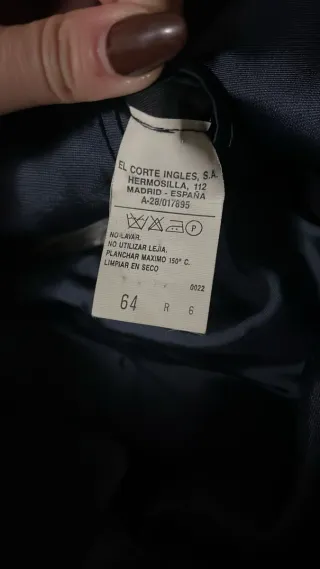 EL CORTE INGLES, S.A.
HERMOSILLA, 112
MADRID - ESPAÑA
A-28/017895
P
NO LAVAR.
NO UTILIZAR LEJIA.
PLANCHAR MAXIMO 150º C.
LIMPIAR EN SECO
0022
64 R 6